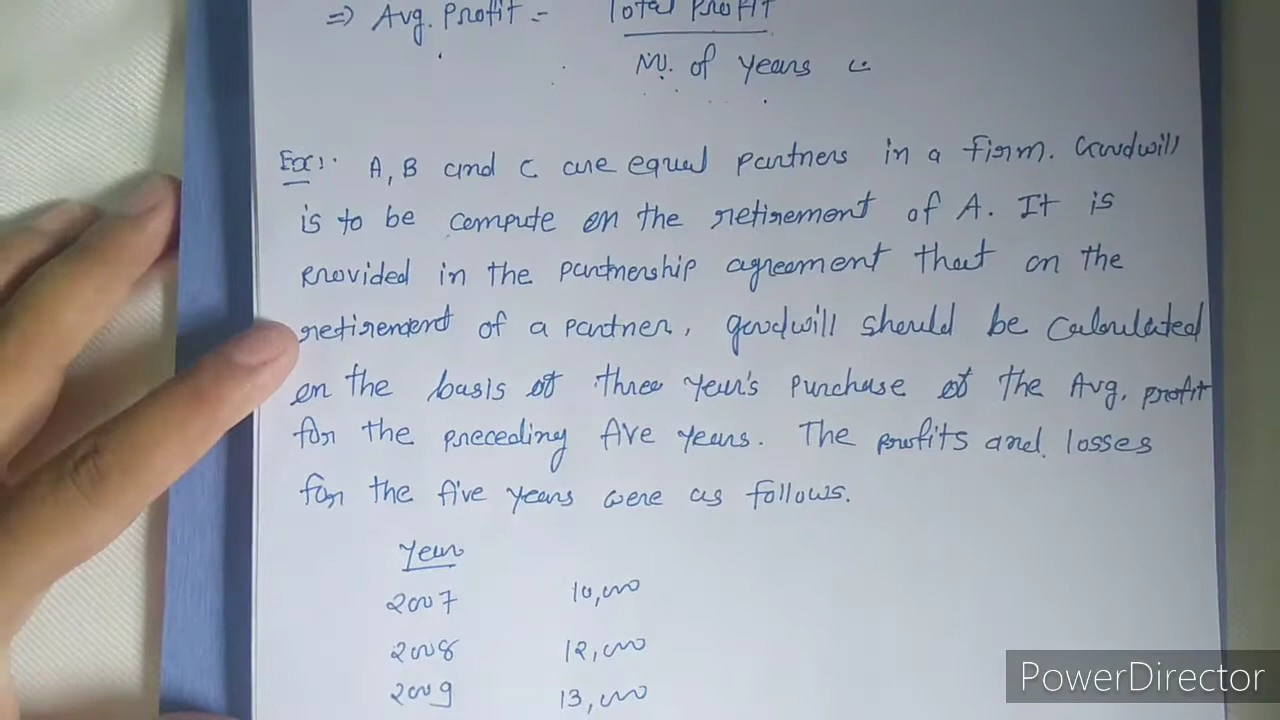 => Avg. Profit = Total Profit
No. of years
Ex:. A, B and C are equal partners in a firm. Goodwill
is to be compute on the retirement of A. It is
provided in the partnership agreement that on the
retirement of a partner, goodwill should be calculated
on the basis of three year's purchase of the Avg. profit
for the preceding five years. The profits and losses
for the five years were as follows.
Year
2007 10,000
2008 12,000
2009 13,000
PowerDirector